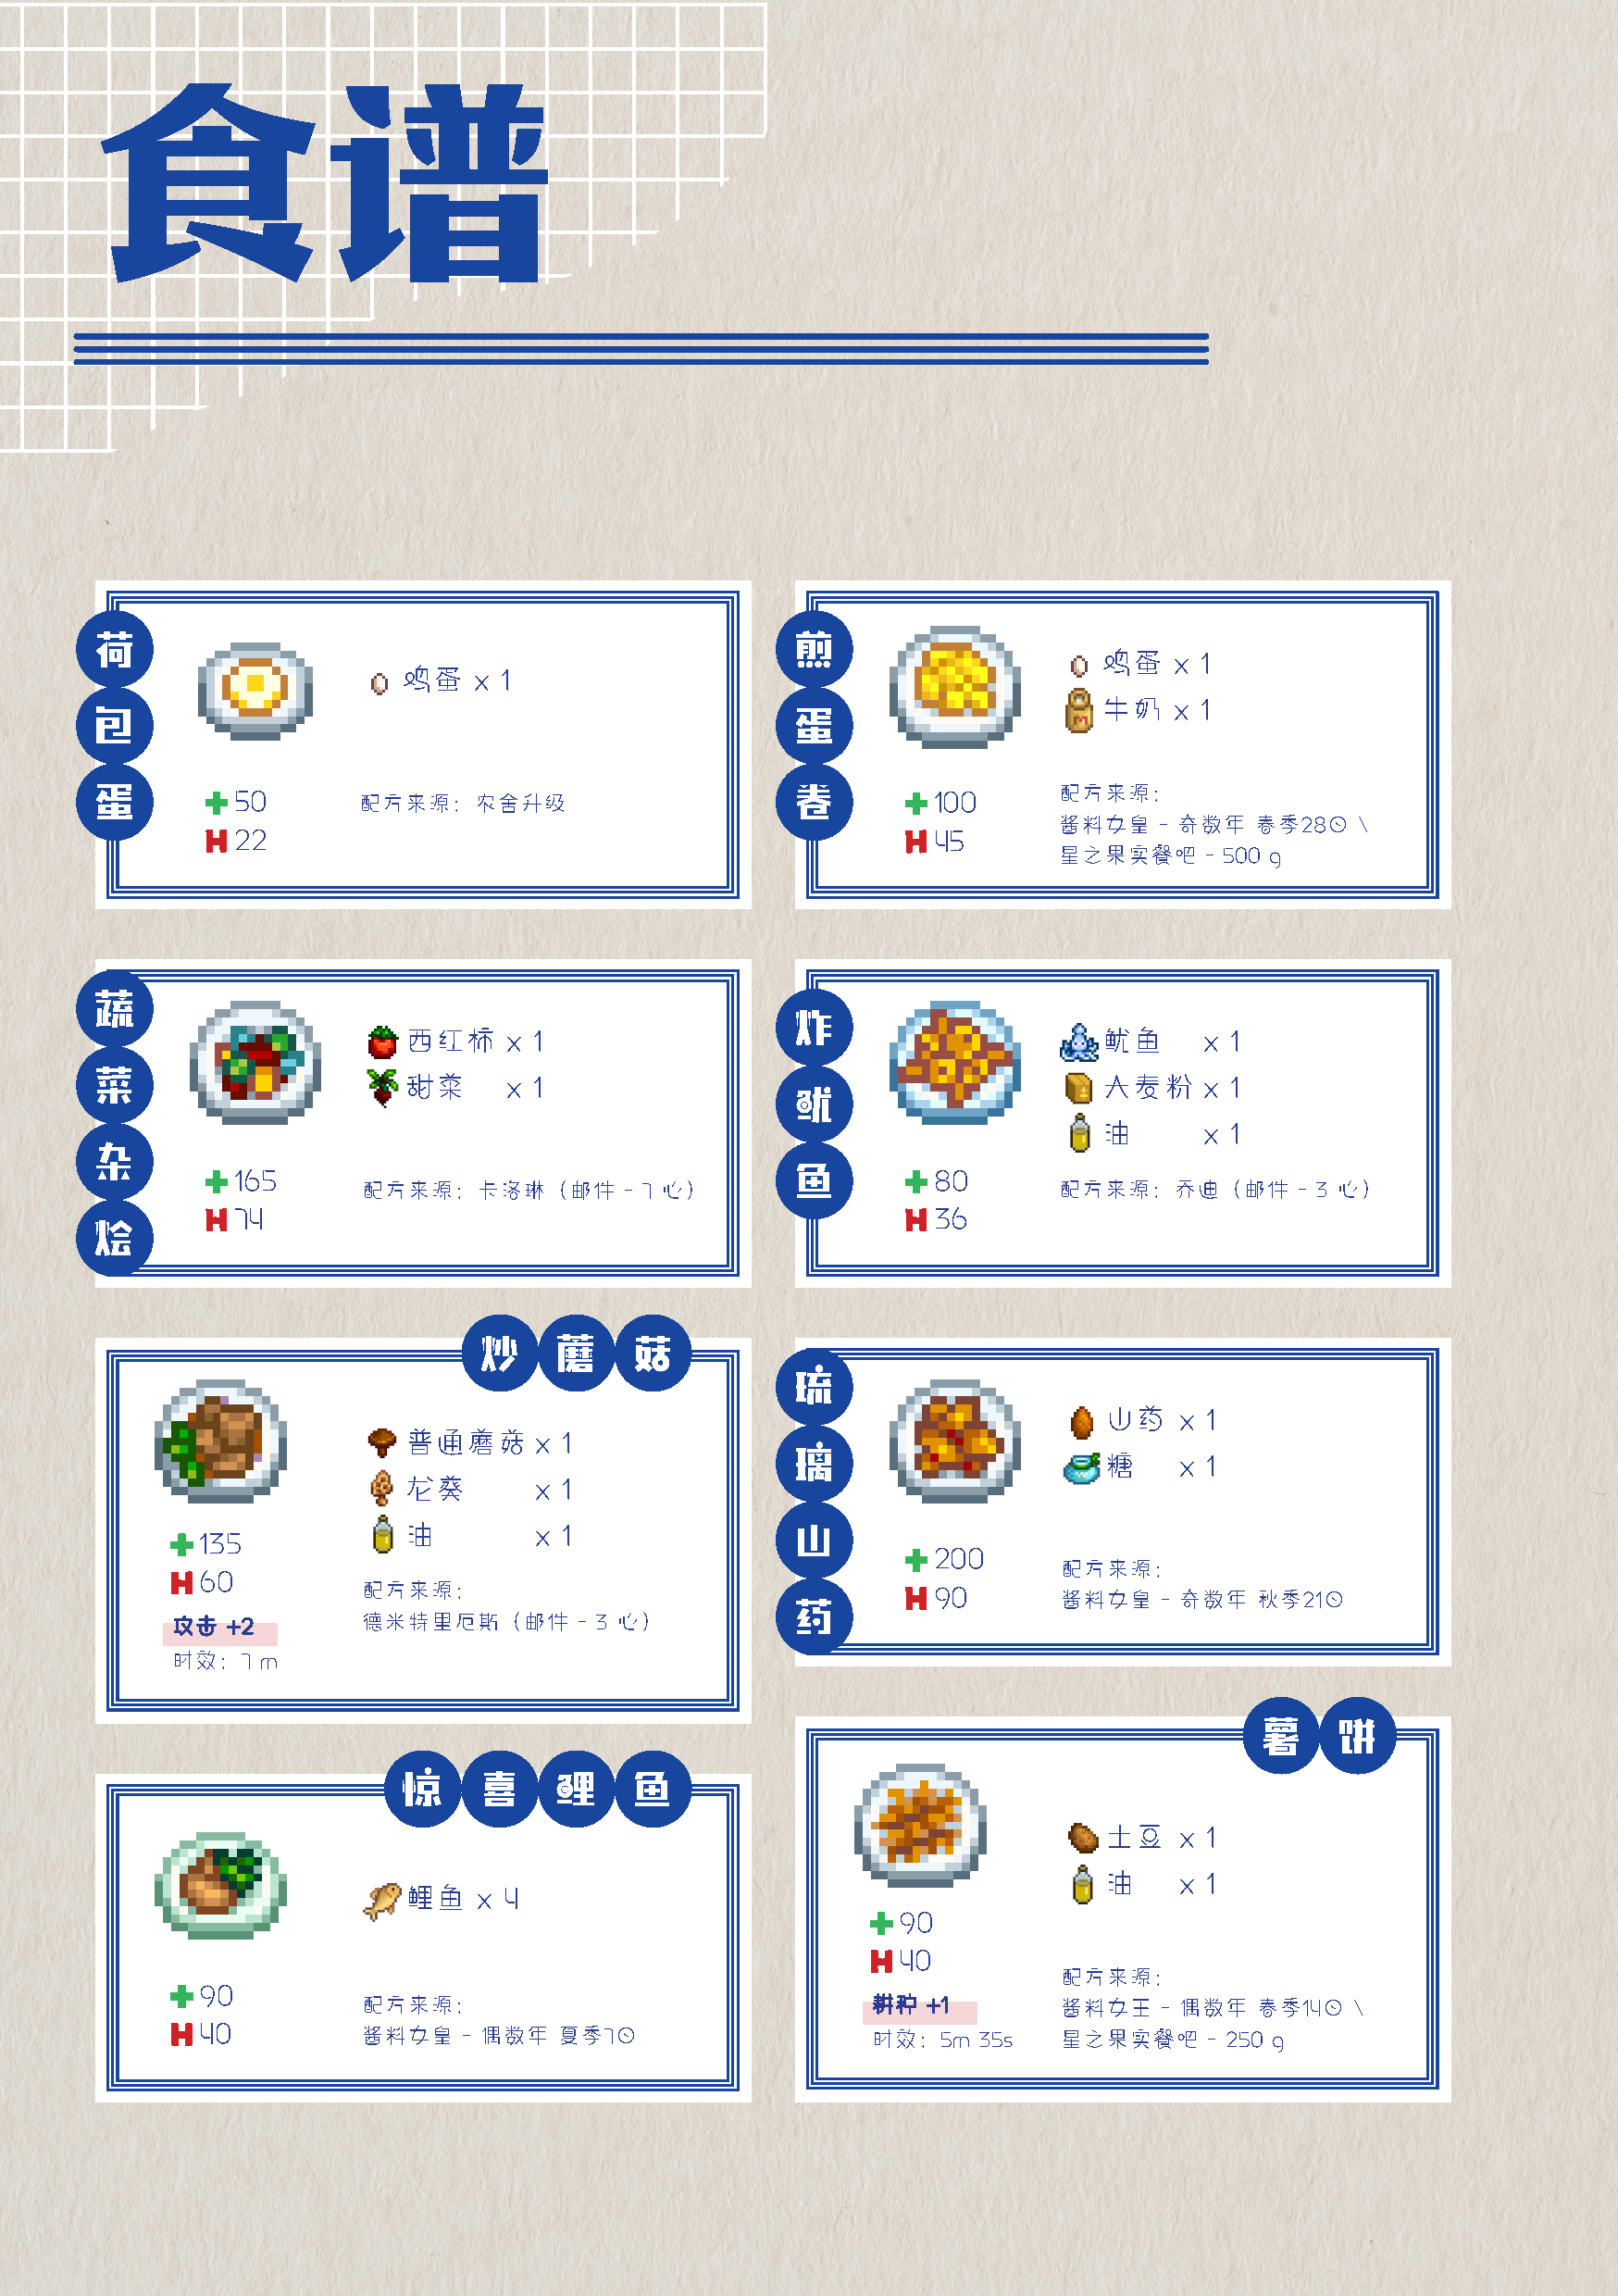 食谱
荷包蛋
鸡蛋 x 1
50
22
配方来源：农舍升级
煎蛋卷
鸡蛋 x 1
牛奶 x 1
100
45
配方来源：
酱料女皇 - 奇数年 春季28日 \
星之果实餐吧 - 500 g
蔬菜杂烩
西红柿 x 1
甜菜 x 1
165
74
配方来源：卡洛琳（邮件 - 7 心）
炸鱿鱼
鱿鱼 x 1
大麦粉 x 1
油 x 1
80
36
配方来源：乔迪（邮件 - 3 心）
炒蘑菇
普通蘑菇 x 1
龙葵 x 1
油 x 1
135
60
攻击 +2
时效：7 m
配方来源：
德米特里厄斯（邮件 - 3 心）
琉璃山药
山药 x 1
糖 x 1
200
90
配方来源：
酱料女皇 - 奇数年 秋季21日
惊喜鲤鱼
鲤鱼 x 4
90
40
配方来源：
酱料女皇 - 偶数年 夏季7日
薯饼
土豆 x 1
油 x 1
90
40
耕种 +1
时效：5m 35s
配方来源：
酱料女王 - 偶数年 春季14日 \
星之果实餐吧 - 250 g